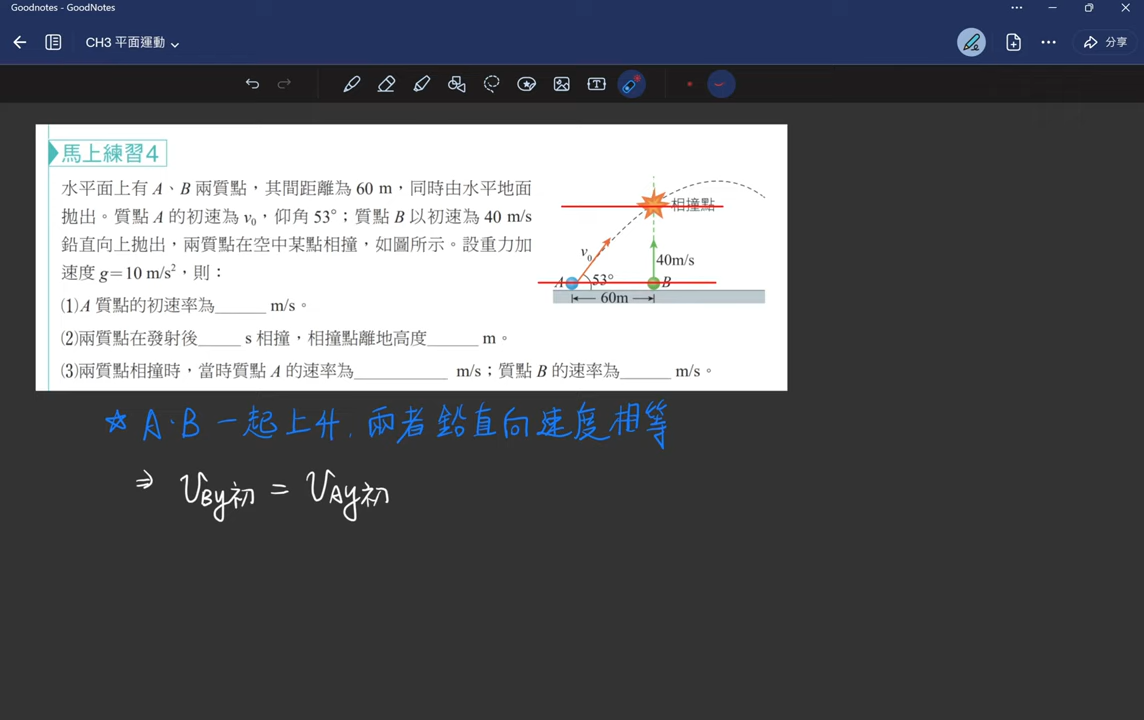 Goodnotes - GoodNotes
CH3 平面運動
分享
馬上練習4
水平面上有 A、B 兩質點，其間距離為 60 m，同時由水平地面
拋出。質點 A 的初速為 v₀，仰角 53°；質點 B 以初速為 40 m/s
鉛直向上拋出，兩質點在空中某點相撞，如圖所示。設重力加
速度 g=10 m/s²，則：
(1)A 質點的初速率為______ m/s。
(2)兩質點在發射後_____ s 相撞，相撞點離地高度______ m。
(3)兩質點相撞時，當時質點 A 的速率為___________ m/s；質點 B 的速率為______ m/s。
相撞點
v₀
40m/s
A
53°
B
60m
☆ A·B 一起上升, 兩者鉛直向速度相等
⇒ VBy初 = VAy初